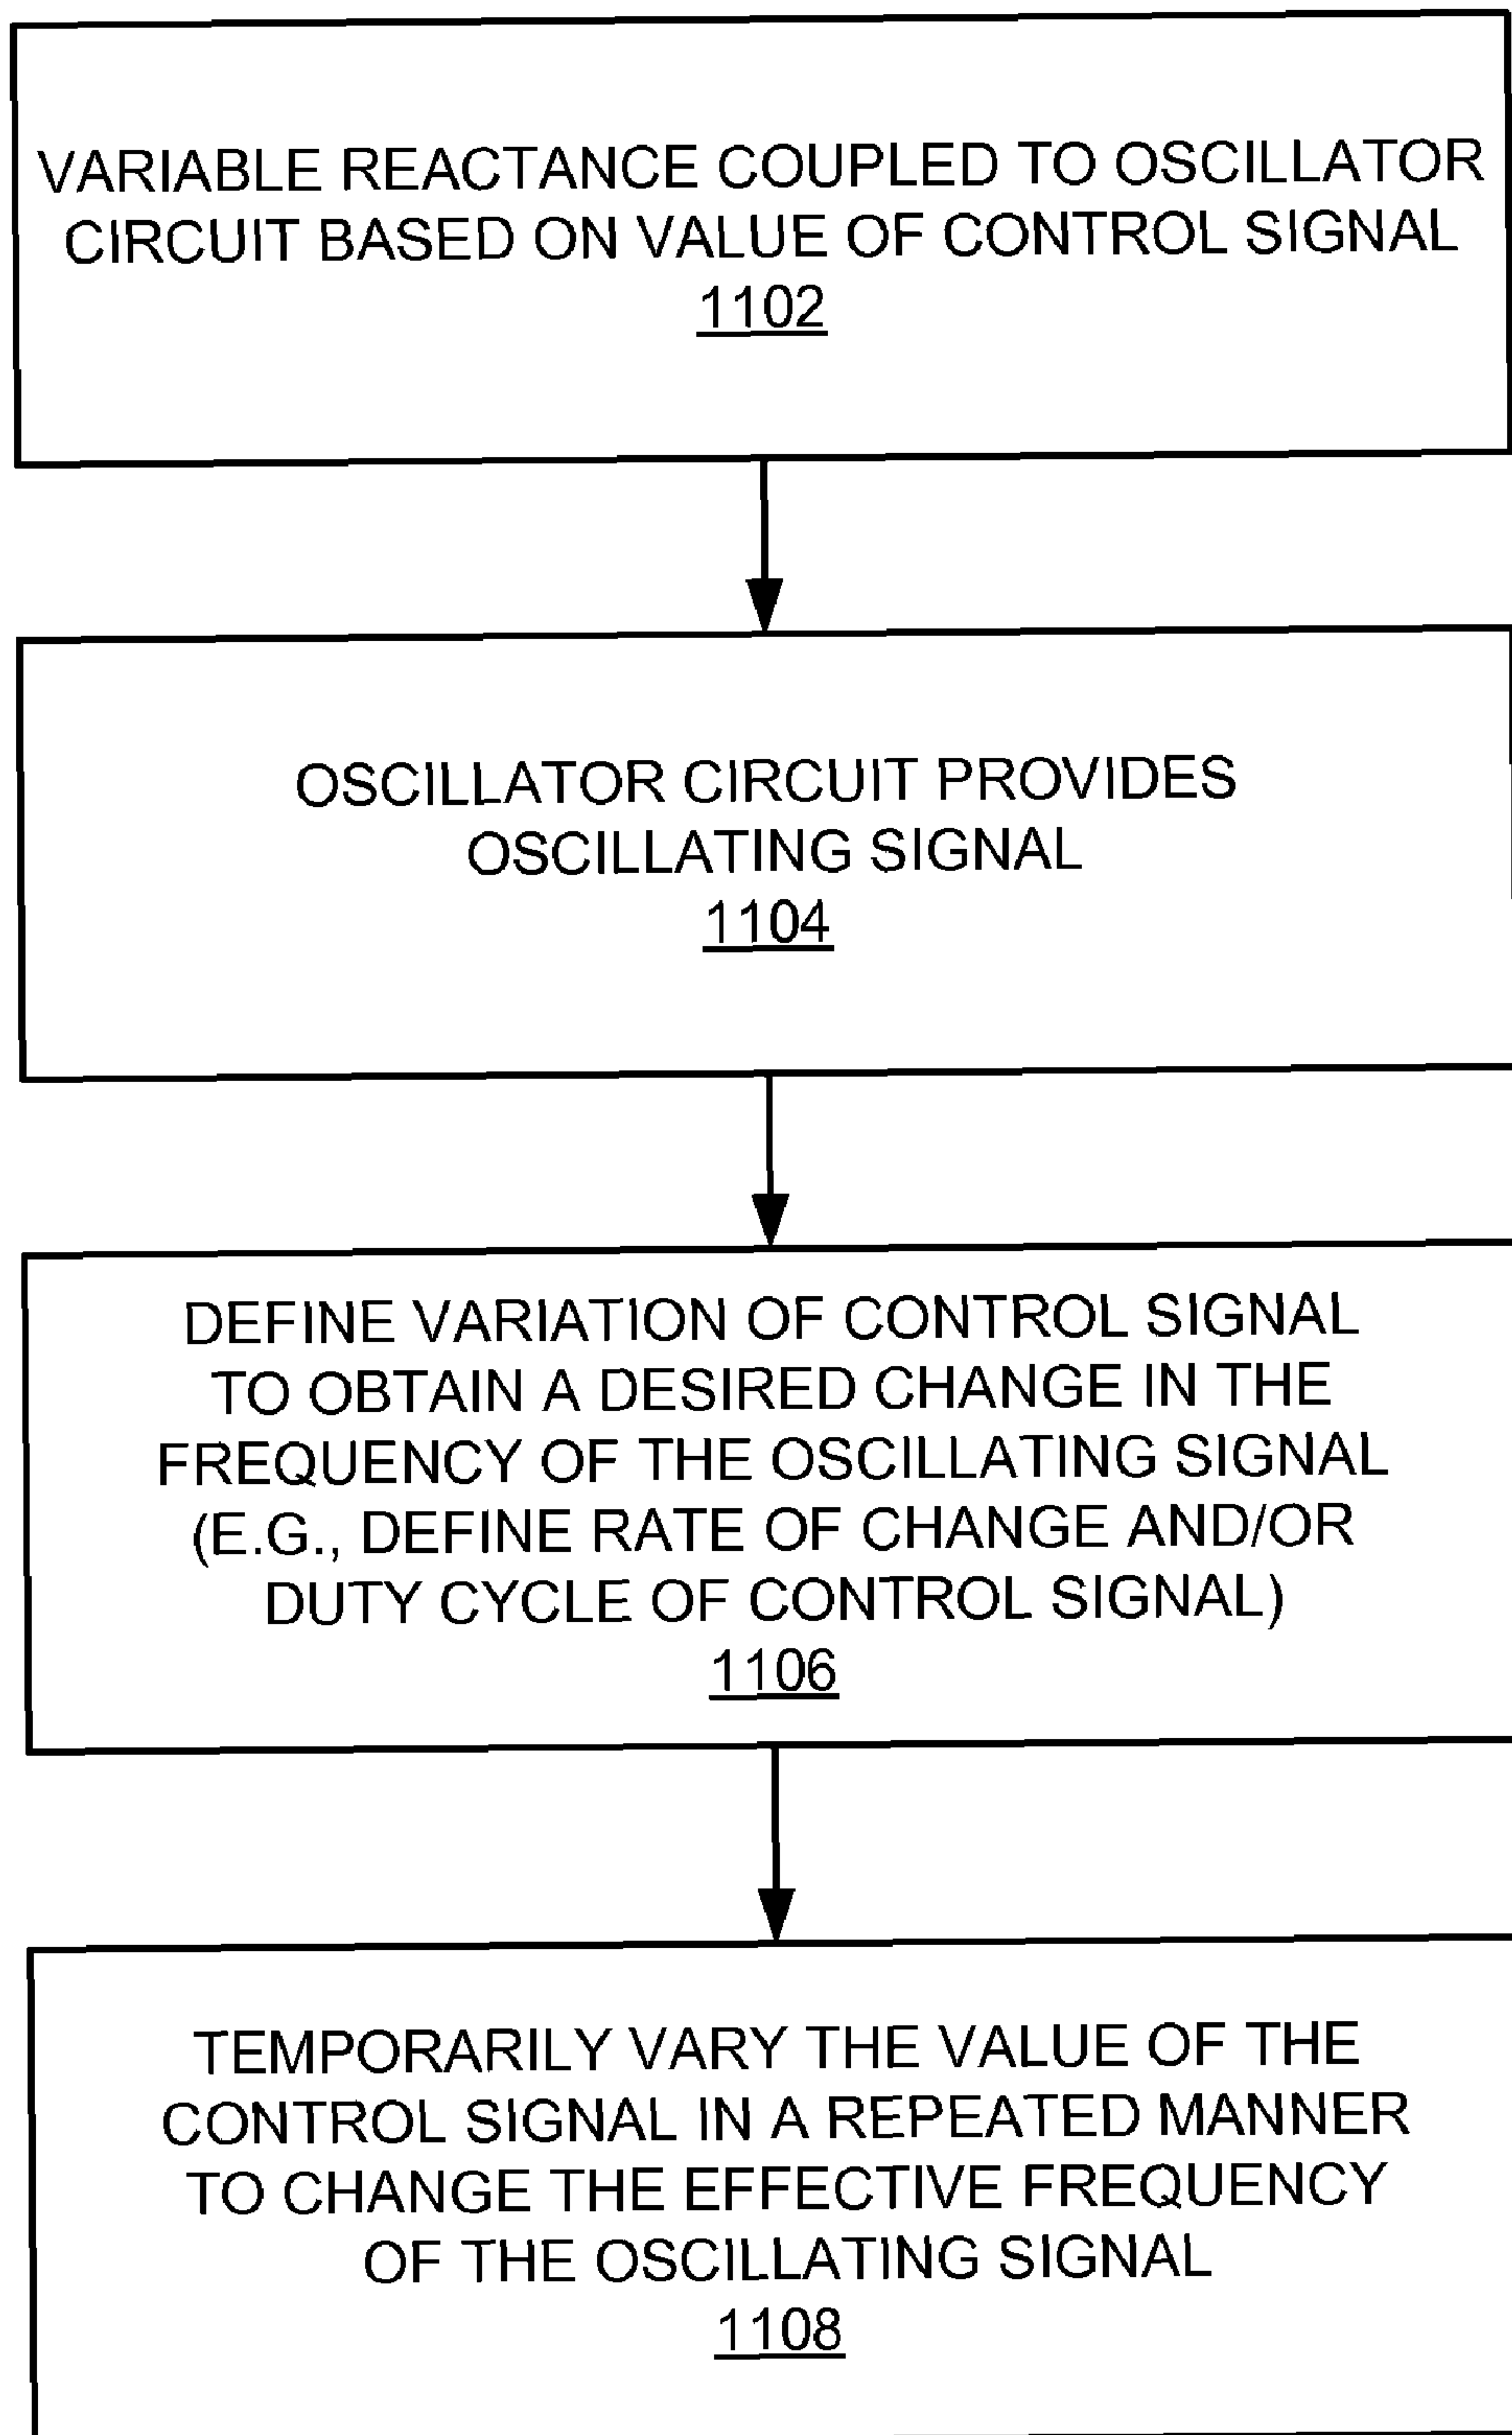 VARIABLE REACTANCE COUPLED TO OSCILLATOR
CIRCUIT BASED ON VALUE OF CONTROL SIGNAL
1102
OSCILLATOR CIRCUIT PROVIDES
OSCILLATING SIGNAL
1104
DEFINE VARIATION OF CONTROL SIGNAL
TO OBTAIN A DESIRED CHANGE IN THE
FREQUENCY OF THE OSCILLATING SIGNAL
(E.G., DEFINE RATE OF CHANGE AND/OR
DUTY CYCLE OF CONTROL SIGNAL)
1106
TEMPORARILY VARY THE VALUE OF THE
CONTROL SIGNAL IN A REPEATED MANNER
TO CHANGE THE EFFECTIVE FREQUENCY
OF THE OSCILLATING SIGNAL
1108